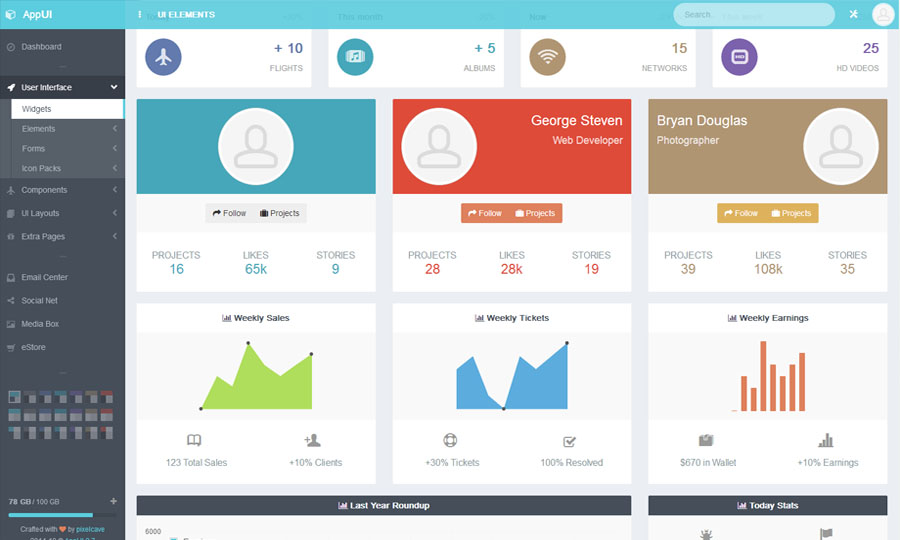 AppUI
UI ELEMENTS
Search..
Dashboard
User Interface
Widgets
Elements
Forms
Icon Packs
Components
UI Layouts
Extra Pages
Email Center
Social Net
Media Box
eStore
78 GB / 100 GB
Crafted with by pixelcave
This month
Now
+ 10
FLIGHTS
+ 5
ALBUMS
15
NETWORKS
25
HD VIDEOS
Follow Projects
PROJECTS LIKES STORIES
16 65k 9
George Steven
Web Developer
Follow Projects
PROJECTS LIKES STORIES
28 28k 19
Bryan Douglas
Photographer
Follow Projects
PROJECTS LIKES STORIES
39 108k 35
Weekly Sales
123 Total Sales +10% Clients
Weekly Tickets
+30% Tickets 100% Resolved
Weekly Earnings
$670 in Wallet +10% Earnings
Last Year Roundup
6000
Today Stats